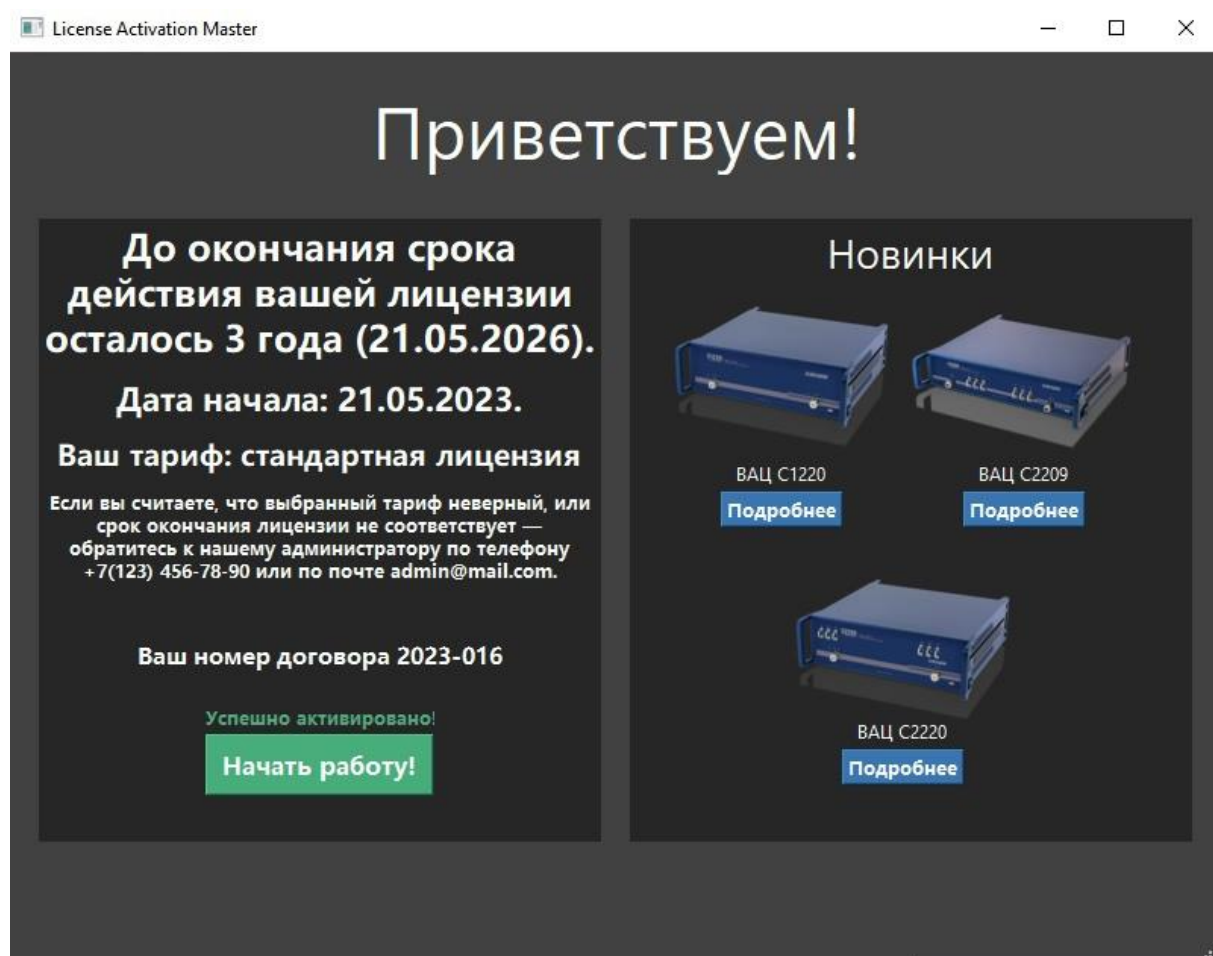 License Activation Master
Приветствуем!
До окончания срока
действия вашей лицензии
осталось 3 года (21.05.2026).
Дата начала: 21.05.2023.
Ваш тариф: стандартная лицензия
Если вы считаете, что выбранный тариф неверный, или
срок окончания лицензии не соответствует —
обратитесь к нашему администратору по телефону
+7(123) 456-78-90 или по почте admin@mail.com.
Ваш номер договора 2023-016
Успешно активировано!
Начать работу!
Новинки
ВАЦ С1220
Подробнее
ВАЦ С2209
Подробнее
ВАЦ С2220
Подробнее